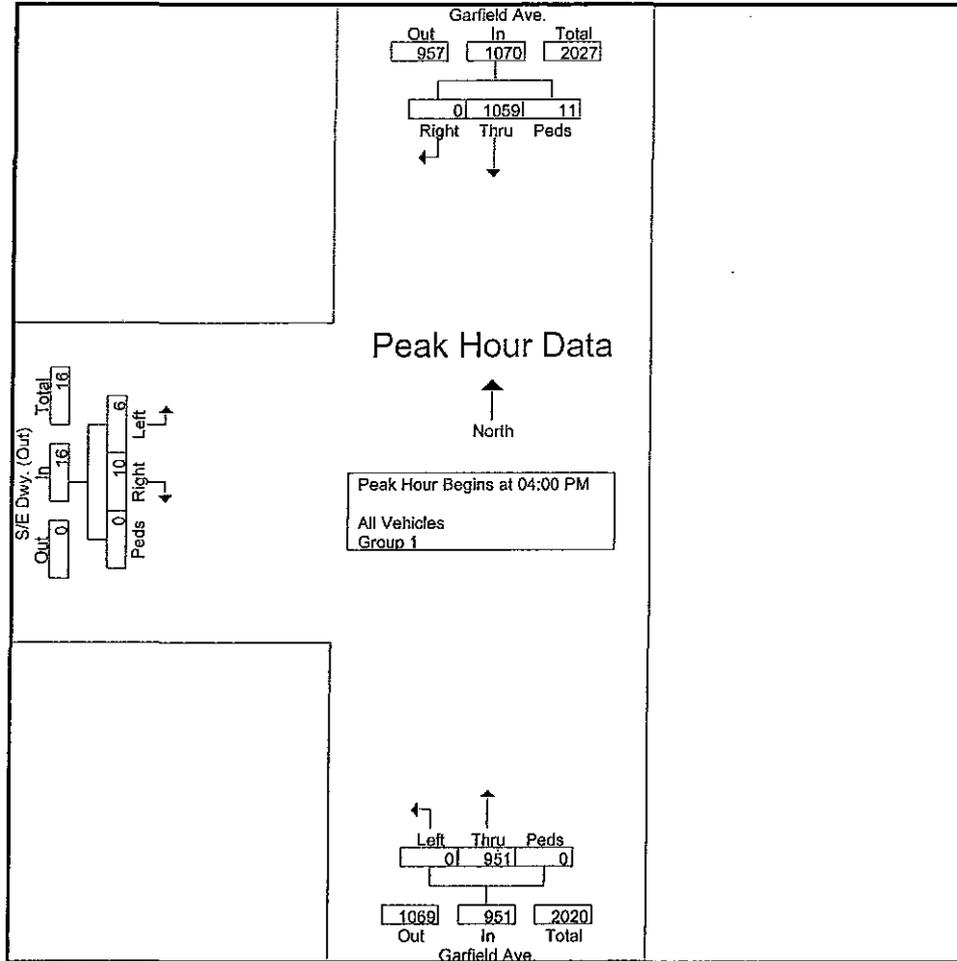 Garfield Ave.
Out In Total
957 1070 2027
0 1059 11
Right Thru Peds
Peak Hour Data
North
Peak Hour Begins at 04:00 PM
All Vehicles
Group 1
S/E Dwy. (Out)
Out In Total
0 16 16
0 10 6
Peds Right Left
Left Thru Peds
0 951 0
1069 951 2020
Out In Total
Garfield Ave.